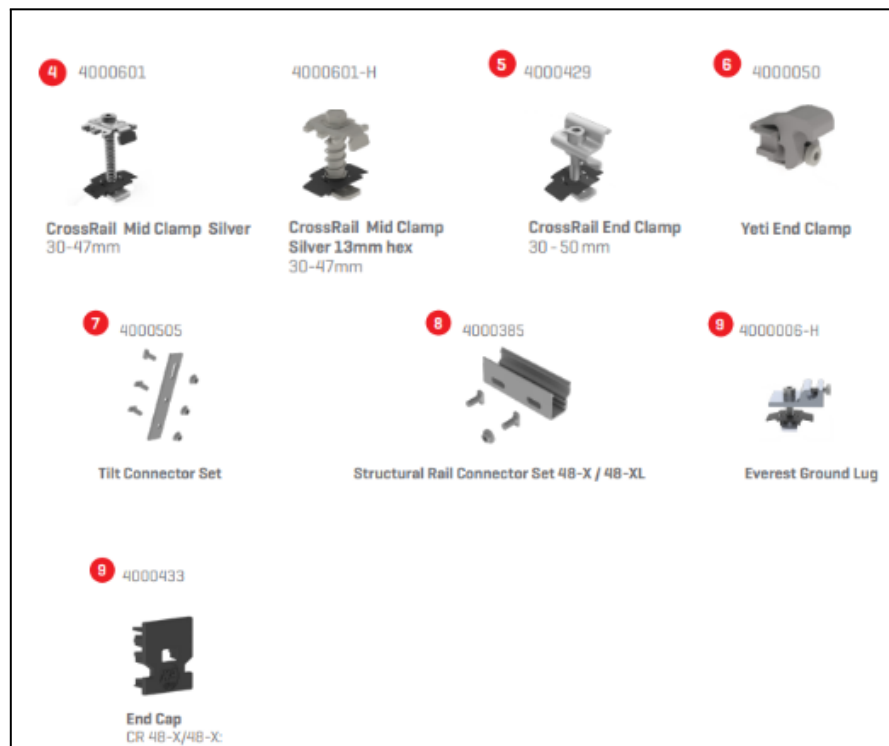 4 4000601 4000601-H 5 4000429 6 4000050
CrossRail Mid Clamp Silver
30-47mm
CrossRail Mid Clamp
Silver 13mm hex
30-47mm
CrossRail End Clamp
30 - 50 mm
Yeti End Clamp
7 4000505 8 4000385 9 4000006-H
Tilt Connector Set
Structural Rail Connector Set 48-X / 48-XL
Everest Ground Lug
9 4000433
End Cap
CR 48-X/48-X: